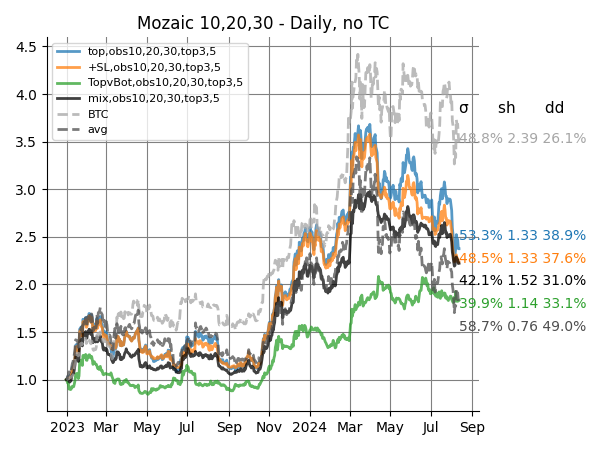 Mozaic 10,20,30 - Daily, no TC
top,obs10,20,30,top3,5
+SL,obs10,20,30,top3,5
TopvBot,obs10,20,30,top3,5
mix,obs10,20,30,top3,5
BTC
avg
4.5
4.0
3.5
3.0
2.5
2.0
1.5
1.0
σ sh dd
48.8% 2.39 26.1%
53.3% 1.33 38.9%
48.5% 1.33 37.6%
42.1% 1.52 31.0%
39.9% 1.14 33.1%
58.7% 0.76 49.0%
2023 Mar May Jul Sep Nov 2024 Mar May Jul Sep